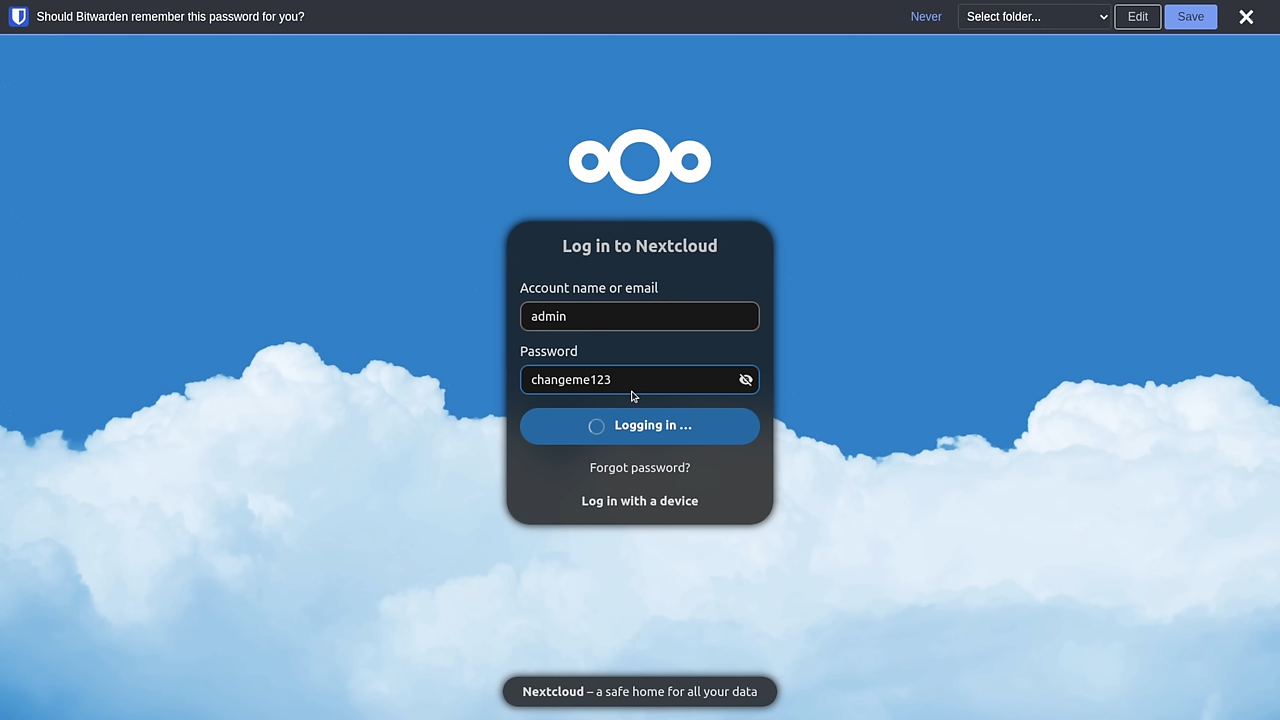 Should Bitwarden remember this password for you?
Never
Select folder...
Edit
Save
Log in to Nextcloud
Account name or email
admin
Password
changeme123
Logging in ...
Forgot password?
Log in with a device
Nextcloud – a safe home for all your data